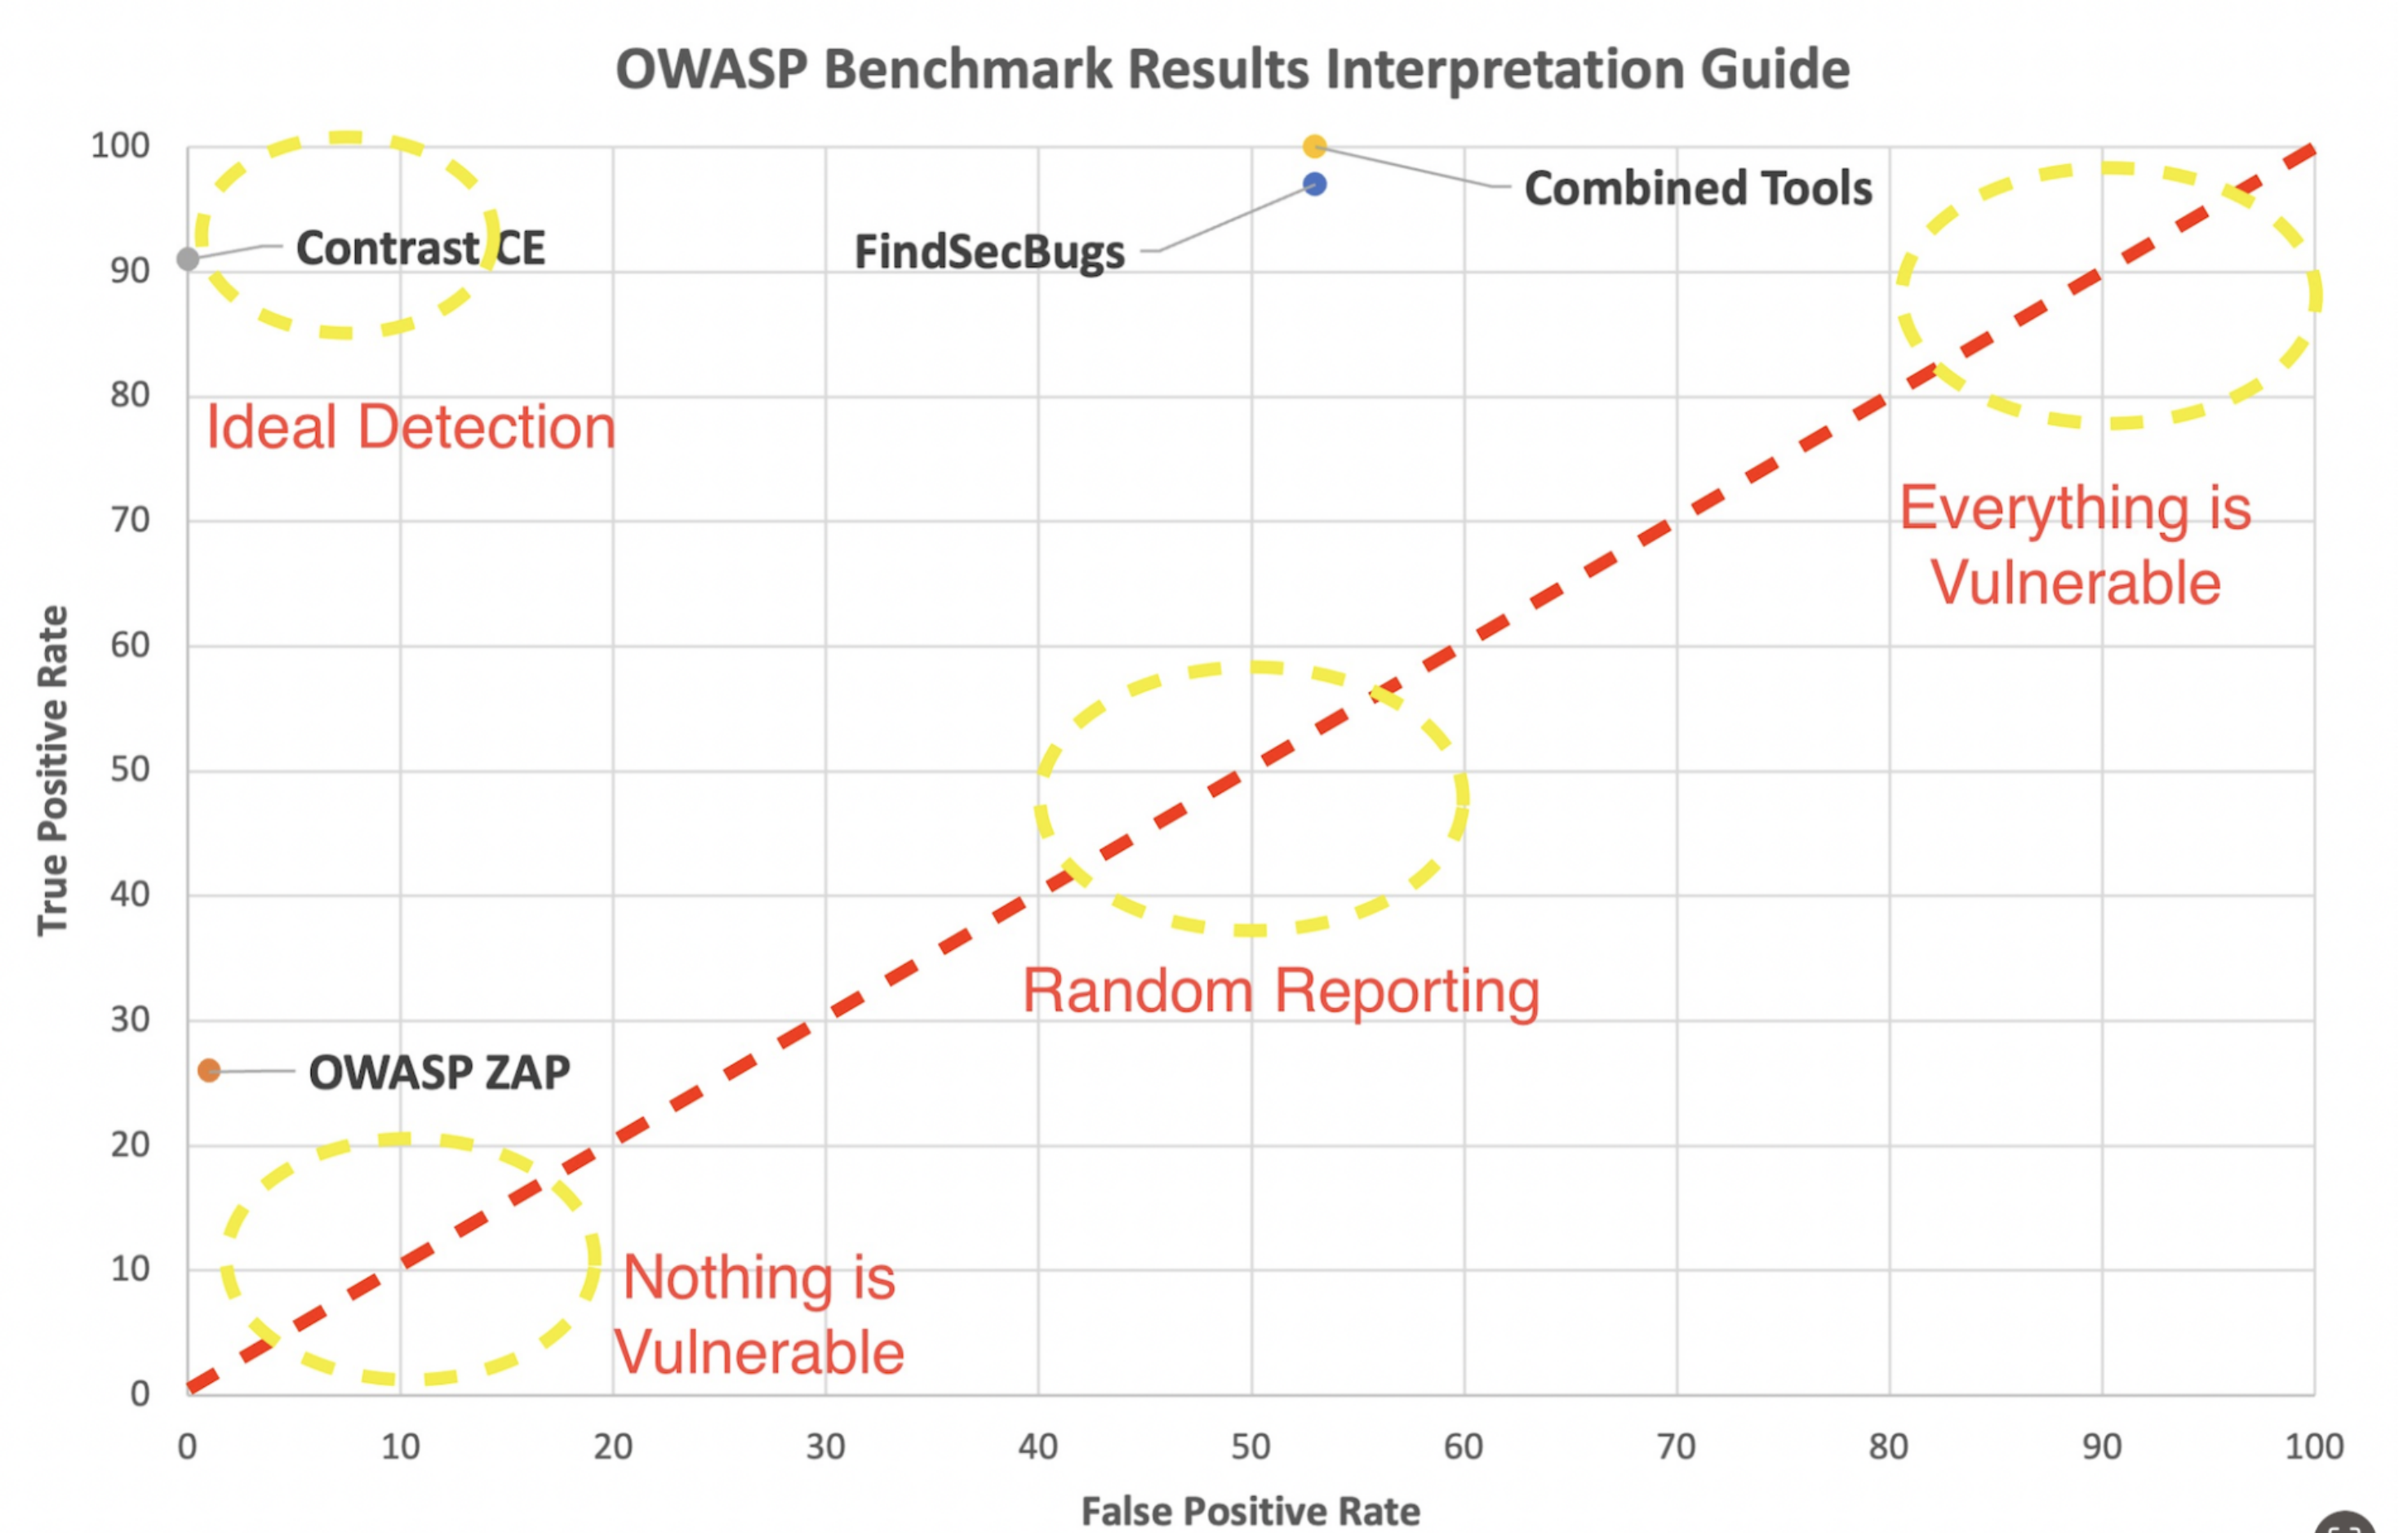 OWASP Benchmark Results Interpretation Guide
100
Combined Tools
Contrast CE
FindSecBugs
90
80
Ideal Detection
70
Everything is
Vulnerable
60
True Positive Rate
50
40
Random Reporting
30
OWASP ZAP
20
10
Nothing is
Vulnerable
0
0 10 20 30 40 50 60 70 80 90 100
False Positive Rate